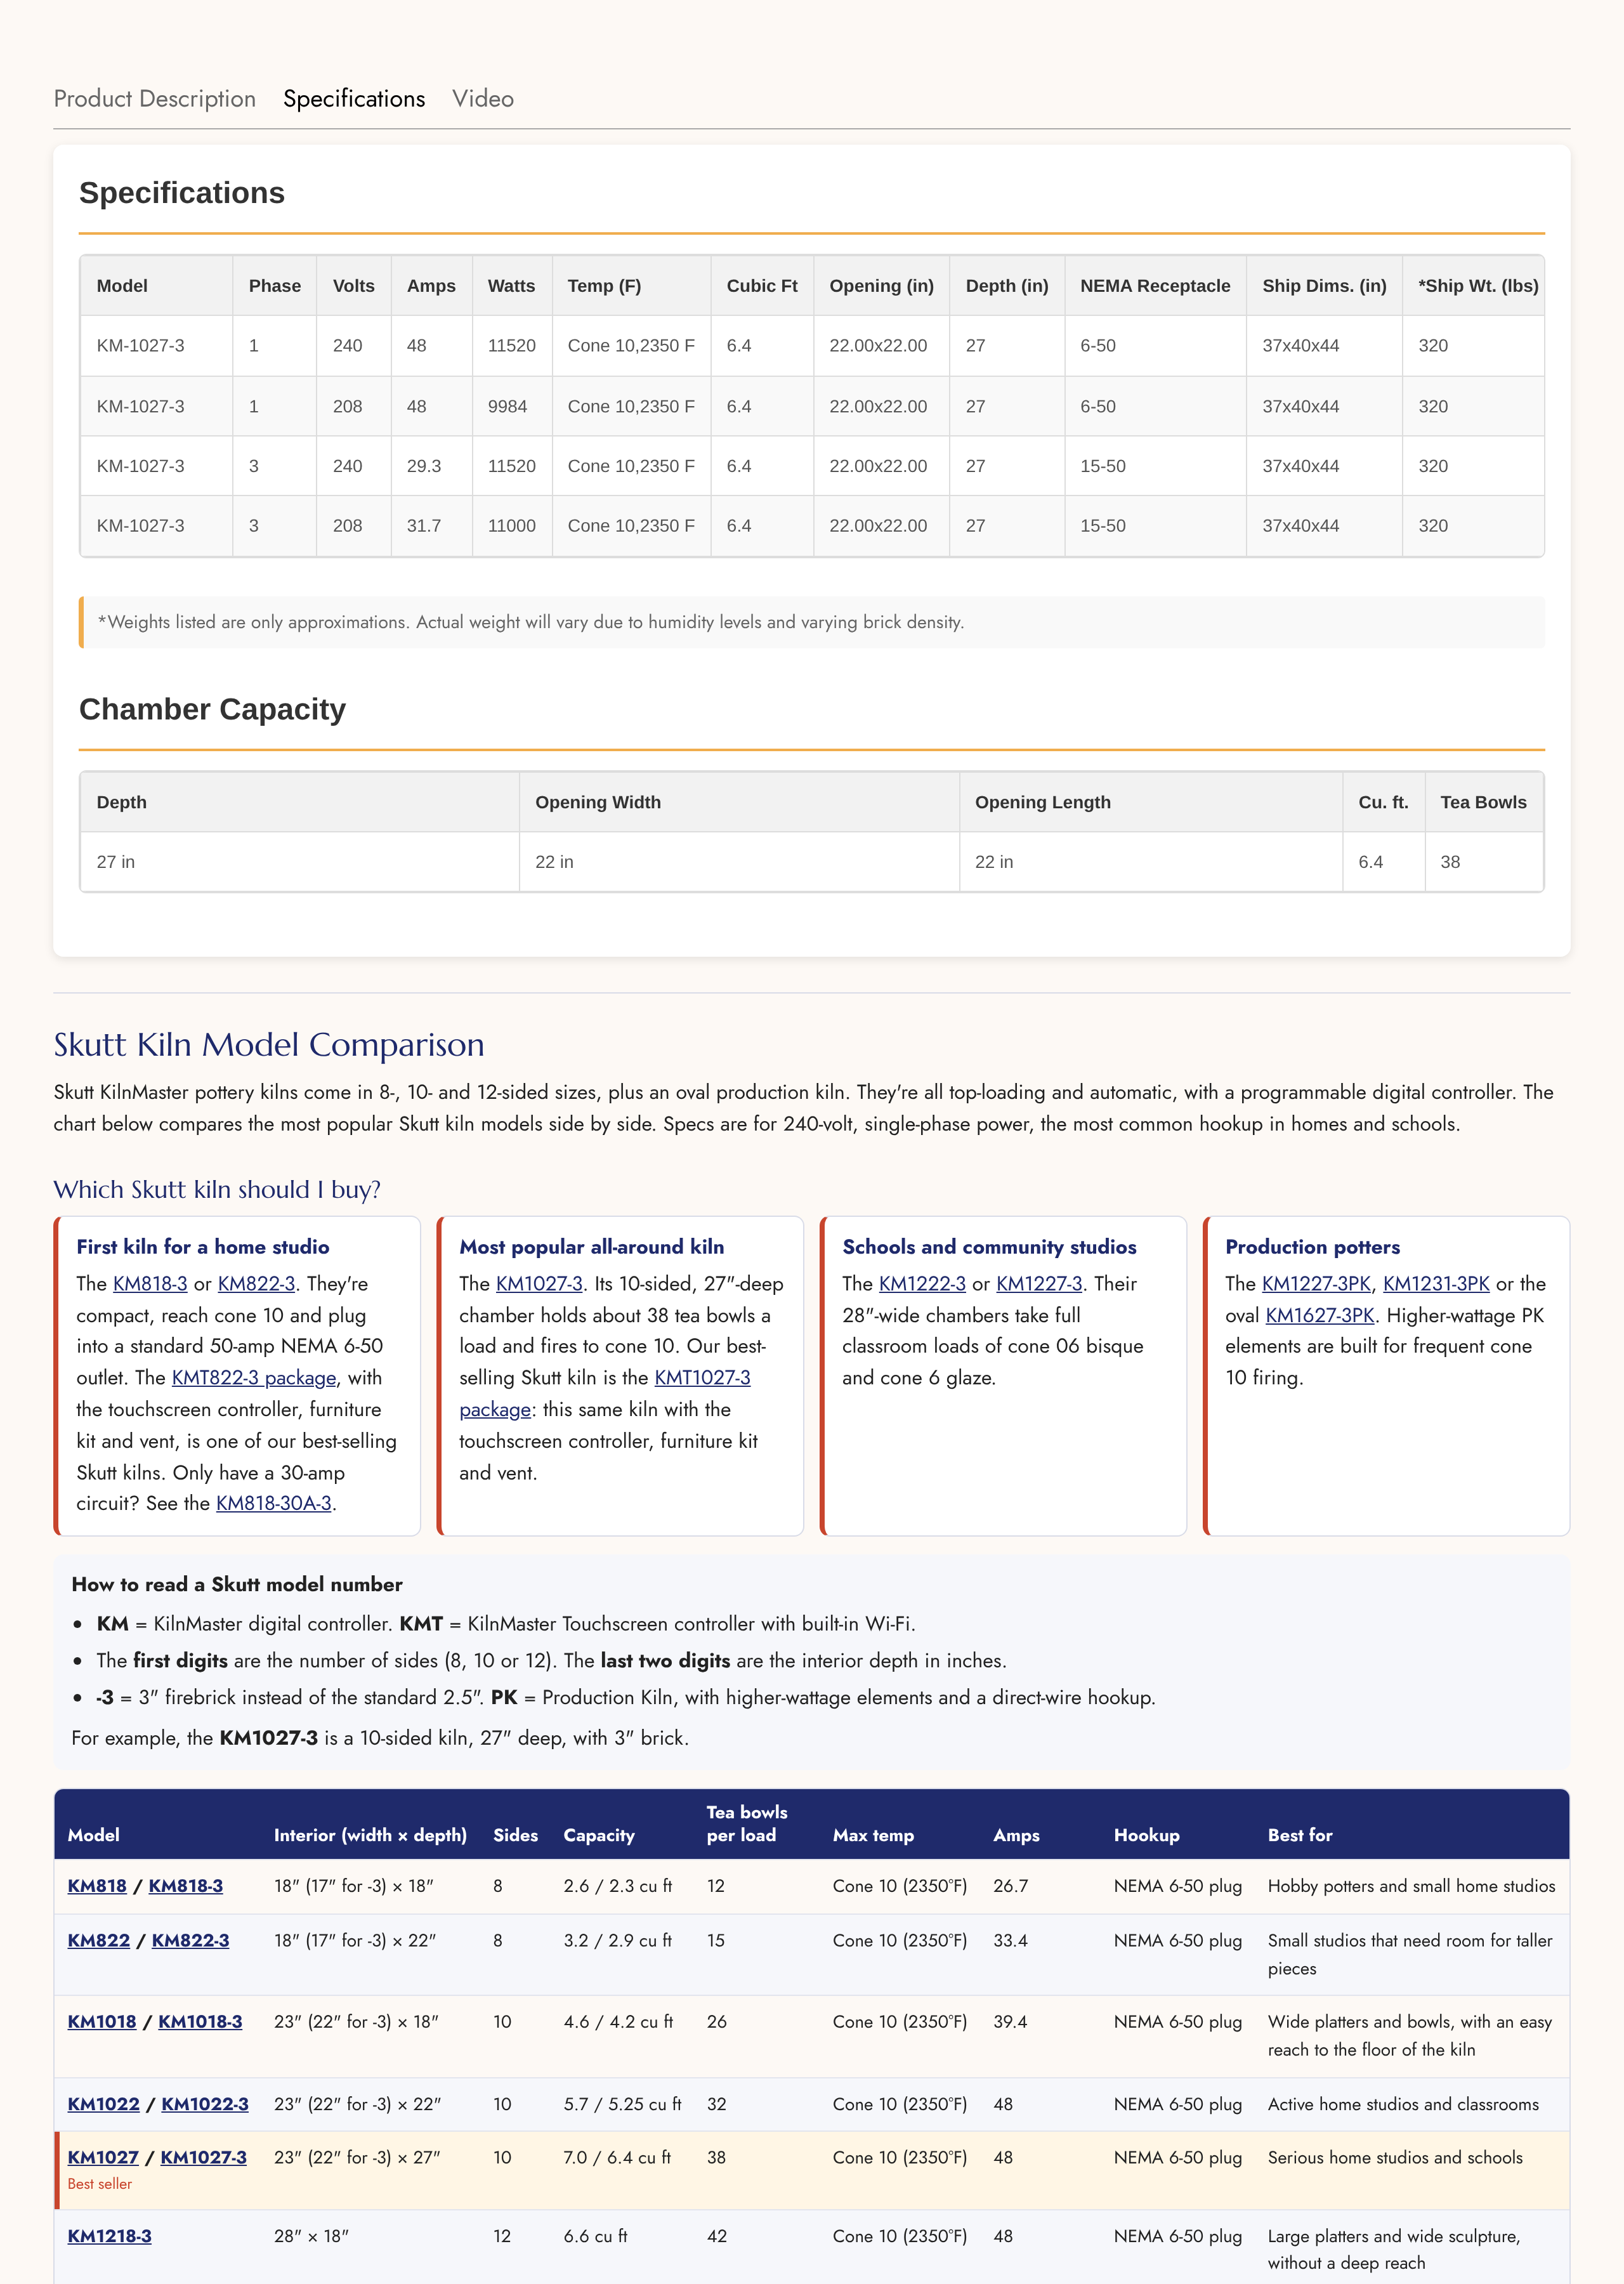 Product Description Specifications Video
Specifications
Model Phase Volts Amps Watts Temp (F) Cubic Ft Opening (in) Depth (in) NEMA Receptacle Ship Dims. (in) *Ship Wt. (lbs)
KM-1027-3 1 240 48 11520 Cone 10,2350 F 6.4 22.00x22.00 27 6-50 37x40x44 320
KM-1027-3 1 208 48 9984 Cone 10,2350 F 6.4 22.00x22.00 27 6-50 37x40x44 320
KM-1027-3 3 240 29.3 11520 Cone 10,2350 F 6.4 22.00x22.00 27 15-50 37x40x44 320
KM-1027-3 3 208 31.7 11000 Cone 10,2350 F 6.4 22.00x22.00 27 15-50 37x40x44 320
*Weights listed are only approximations. Actual weight will vary due to humidity levels and varying brick density.
Chamber Capacity
Depth Opening Width Opening Length Cu. ft. Tea Bowls
27 in 22 in 22 in 6.4 38
Skutt Kiln Model Comparison
Skutt KilnMaster pottery kilns come in 8-, 10- and 12-sided sizes, plus an oval production kiln. They're all top-loading and automatic, with a programmable digital controller. The
chart below compares the most popular Skutt kiln models side by side. Specs are for 240-volt, single-phase power, the most common hookup in homes and schools.
Which Skutt kiln should I buy?
First kiln for a home studio
The KM818-3 or KM822-3. They're
compact, reach cone 10 and plug
into a standard 50-amp NEMA 6-50
outlet. The KMT822-3 package, with
the touchscreen controller, furniture
kit and vent, is one of our best-selling
Skutt kilns. Only have a 30-amp
circuit? See the KM818-30A-3.
Most popular all-around kiln
The KM1027-3. Its 10-sided, 27"-deep
chamber holds about 38 tea bowls a
load and fires to cone 10. Our best-
selling Skutt kiln is the KMT1027-3
package: this same kiln with the
touchscreen controller, furniture kit
and vent.
Schools and community studios
The KM1222-3 or KM1227-3. Their
28"-wide chambers take full
classroom loads of cone 06 bisque
and cone 6 glaze.
Production potters
The KM1227-3PK, KM1231-3PK or the
oval KM1627-3PK. Higher-wattage PK
elements are built for frequent cone
10 firing.
How to read a Skutt model number
• KM = KilnMaster digital controller. KMT = KilnMaster Touchscreen controller with built-in Wi-Fi.
• The first digits are the number of sides (8, 10 or 12). The last two digits are the interior depth in inches.
• -3 = 3" firebrick instead of the standard 2.5". PK = Production Kiln, with higher-wattage elements and a direct-wire hookup.
For example, the KM1027-3 is a 10-sided kiln, 27" deep, with 3" brick.
Model Interior (width × depth) Sides Capacity Tea bowls per load Max temp Amps Hookup Best for
KM818 / KM818-3 18" (17" for -3) × 18" 8 2.6 / 2.3 cu ft 12 Cone 10 (2350°F) 26.7 NEMA 6-50 plug Hobby potters and small home studios
KM822 / KM822-3 18" (17" for -3) × 22" 8 3.2 / 2.9 cu ft 15 Cone 10 (2350°F) 33.4 NEMA 6-50 plug Small studios that need room for taller
pieces
KM1018 / KM1018-3 23" (22" for -3) × 18" 10 4.6 / 4.2 cu ft 26 Cone 10 (2350°F) 39.4 NEMA 6-50 plug Wide platters and bowls, with an easy
reach to the floor of the kiln
KM1022 / KM1022-3 23" (22" for -3) × 22" 10 5.7 / 5.25 cu ft 32 Cone 10 (2350°F) 48 NEMA 6-50 plug Active home studios and classrooms
KM1027 / KM1027-3 23" (22" for -3) × 27" 10 7.0 / 6.4 cu ft 38 Cone 10 (2350°F) 48 NEMA 6-50 plug Serious home studios and schools
Best seller
KM1218-3 28" × 18" 12 6.6 cu ft 42 Cone 10 (2350°F) 48 NEMA 6-50 plug Large platters and wide sculpture,
without a deep reach